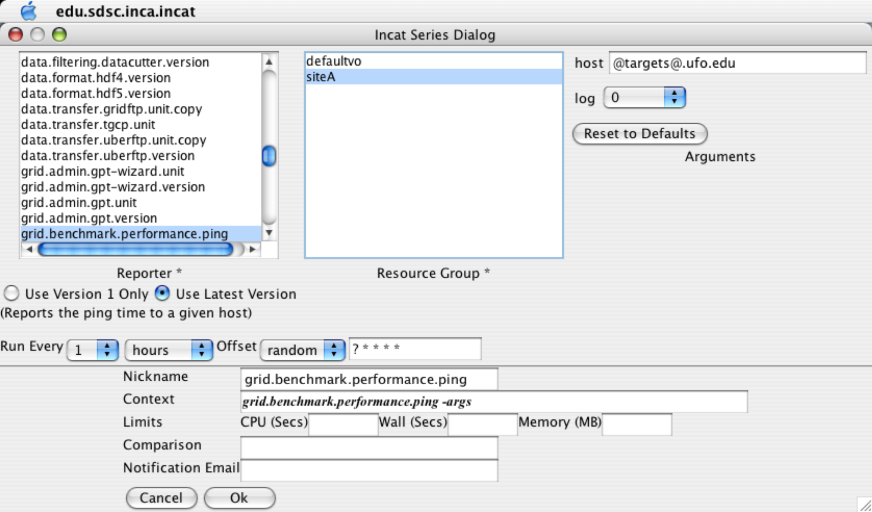 edu.sdsc.inca.incat
Incat Series Dialog
data.filtering.datacutter.version
data.format.hdf4.version
data.format.hdf5.version
data.transfer.gridftp.unit.copy
data.transfer.tgcp.unit
data.transfer.uberftp.unit.copy
data.transfer.uberftp.version
grid.admin.gpt-wizard.unit
grid.admin.gpt-wizard.version
grid.admin.gpt.unit
grid.admin.gpt.version
grid.benchmark.performance.ping
Reporter *
defaultvo
siteA
Resource Group *
host @targets@.ufo.edu
log 0
Reset to Defaults
Arguments
Use Version 1 Only Use Latest Version
(Reports the ping time to a given host)
Run Every 1 hours Offset random ? * * * *
Nickname grid.benchmark.performance.ping
Context grid.benchmark.performance.ping -args
Limits CPU (Secs) Wall (Secs) Memory (MB)
Comparison
Notification Email
Cancel Ok